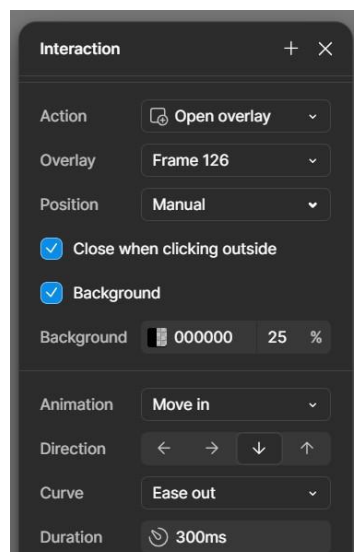 Interaction
Action Open overlay
Overlay Frame 126
Position Manual
Close when clicking outside
Background
Background 000000 25 %
Animation Move in
Direction
Curve Ease out
Duration 300ms